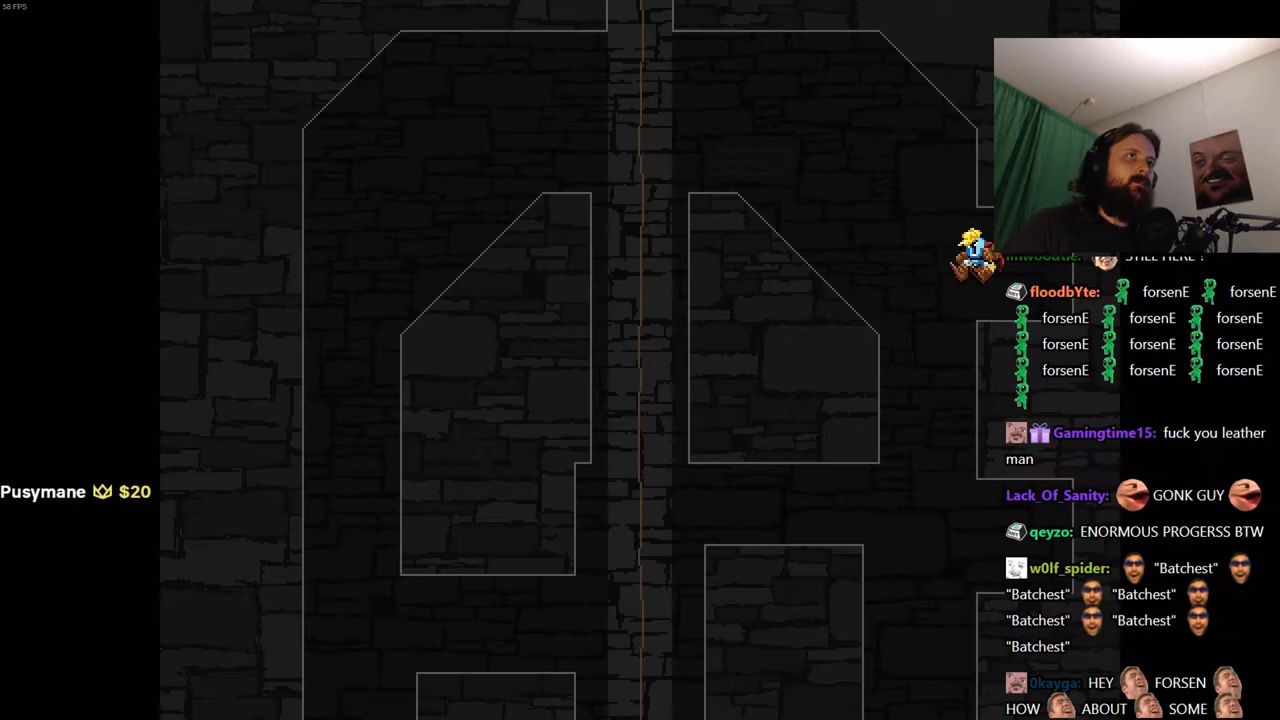 58 FPS
STILL HERE ?
floodbYte: forsenE forsenE
forsenE forsenE forsenE
forsenE forsenE forsenE
forsenE forsenE forsenE
Gamingtime15: fuck you leather
man
Lack_Of_Sanity: GONK GUY
qeyzo: ENORMOUS PROGERSS BTW
w0lf_spider: "Batchest"
"Batchest" "Batchest"
"Batchest" "Batchest"
"Batchest"
0kayga: HEY FORSEN
HOW ABOUT SOME
Pusymane $20